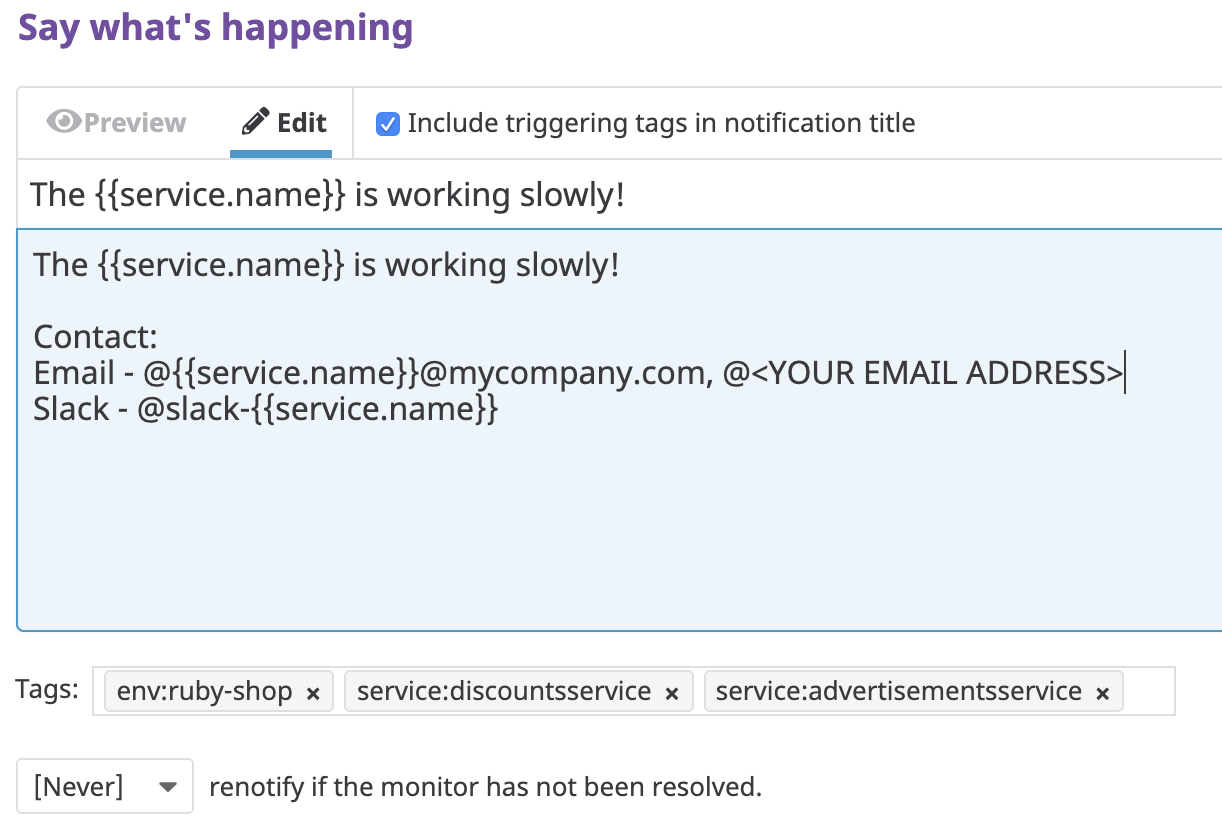 Say what's happening
Preview Edit Include triggering tags in notification title
The {{service.name}} is working slowly!
The {{service.name}} is working slowly!
Contact:
Email - @{{service.name}}@mycompany.com, @<YOUR EMAIL ADDRESS>
Slack - @slack-{{service.name}}
Tags: env:ruby-shop × service:discountsservice × service:advertisementsservice ×
[Never] renotify if the monitor has not been resolved.